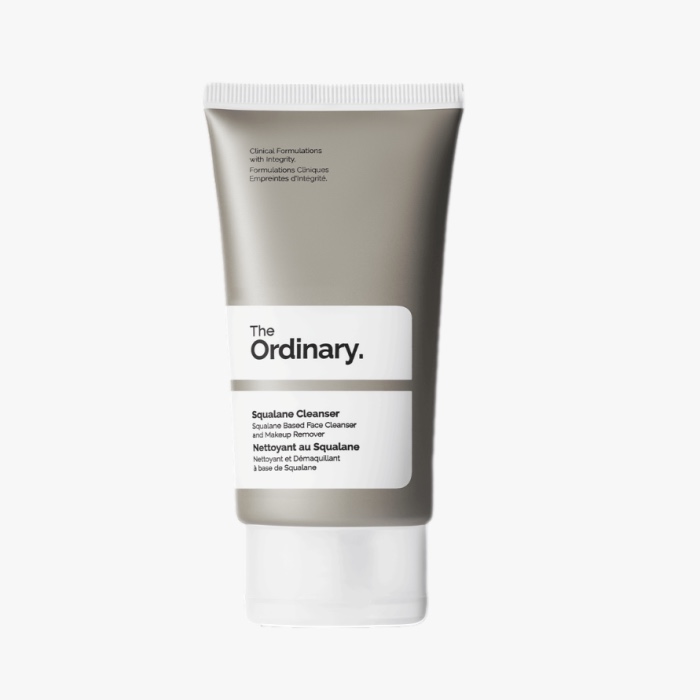 Clinical Formulations
with Integrity.
Formulations Cliniques
Empreintes d'Intégrité.
The
Ordinary.
Squalane Cleanser
Squalane Based Face Cleanser
and Makeup Remover
Nettoyant au Squalane
Nettoyant et Démaquillant
à base de Squalane